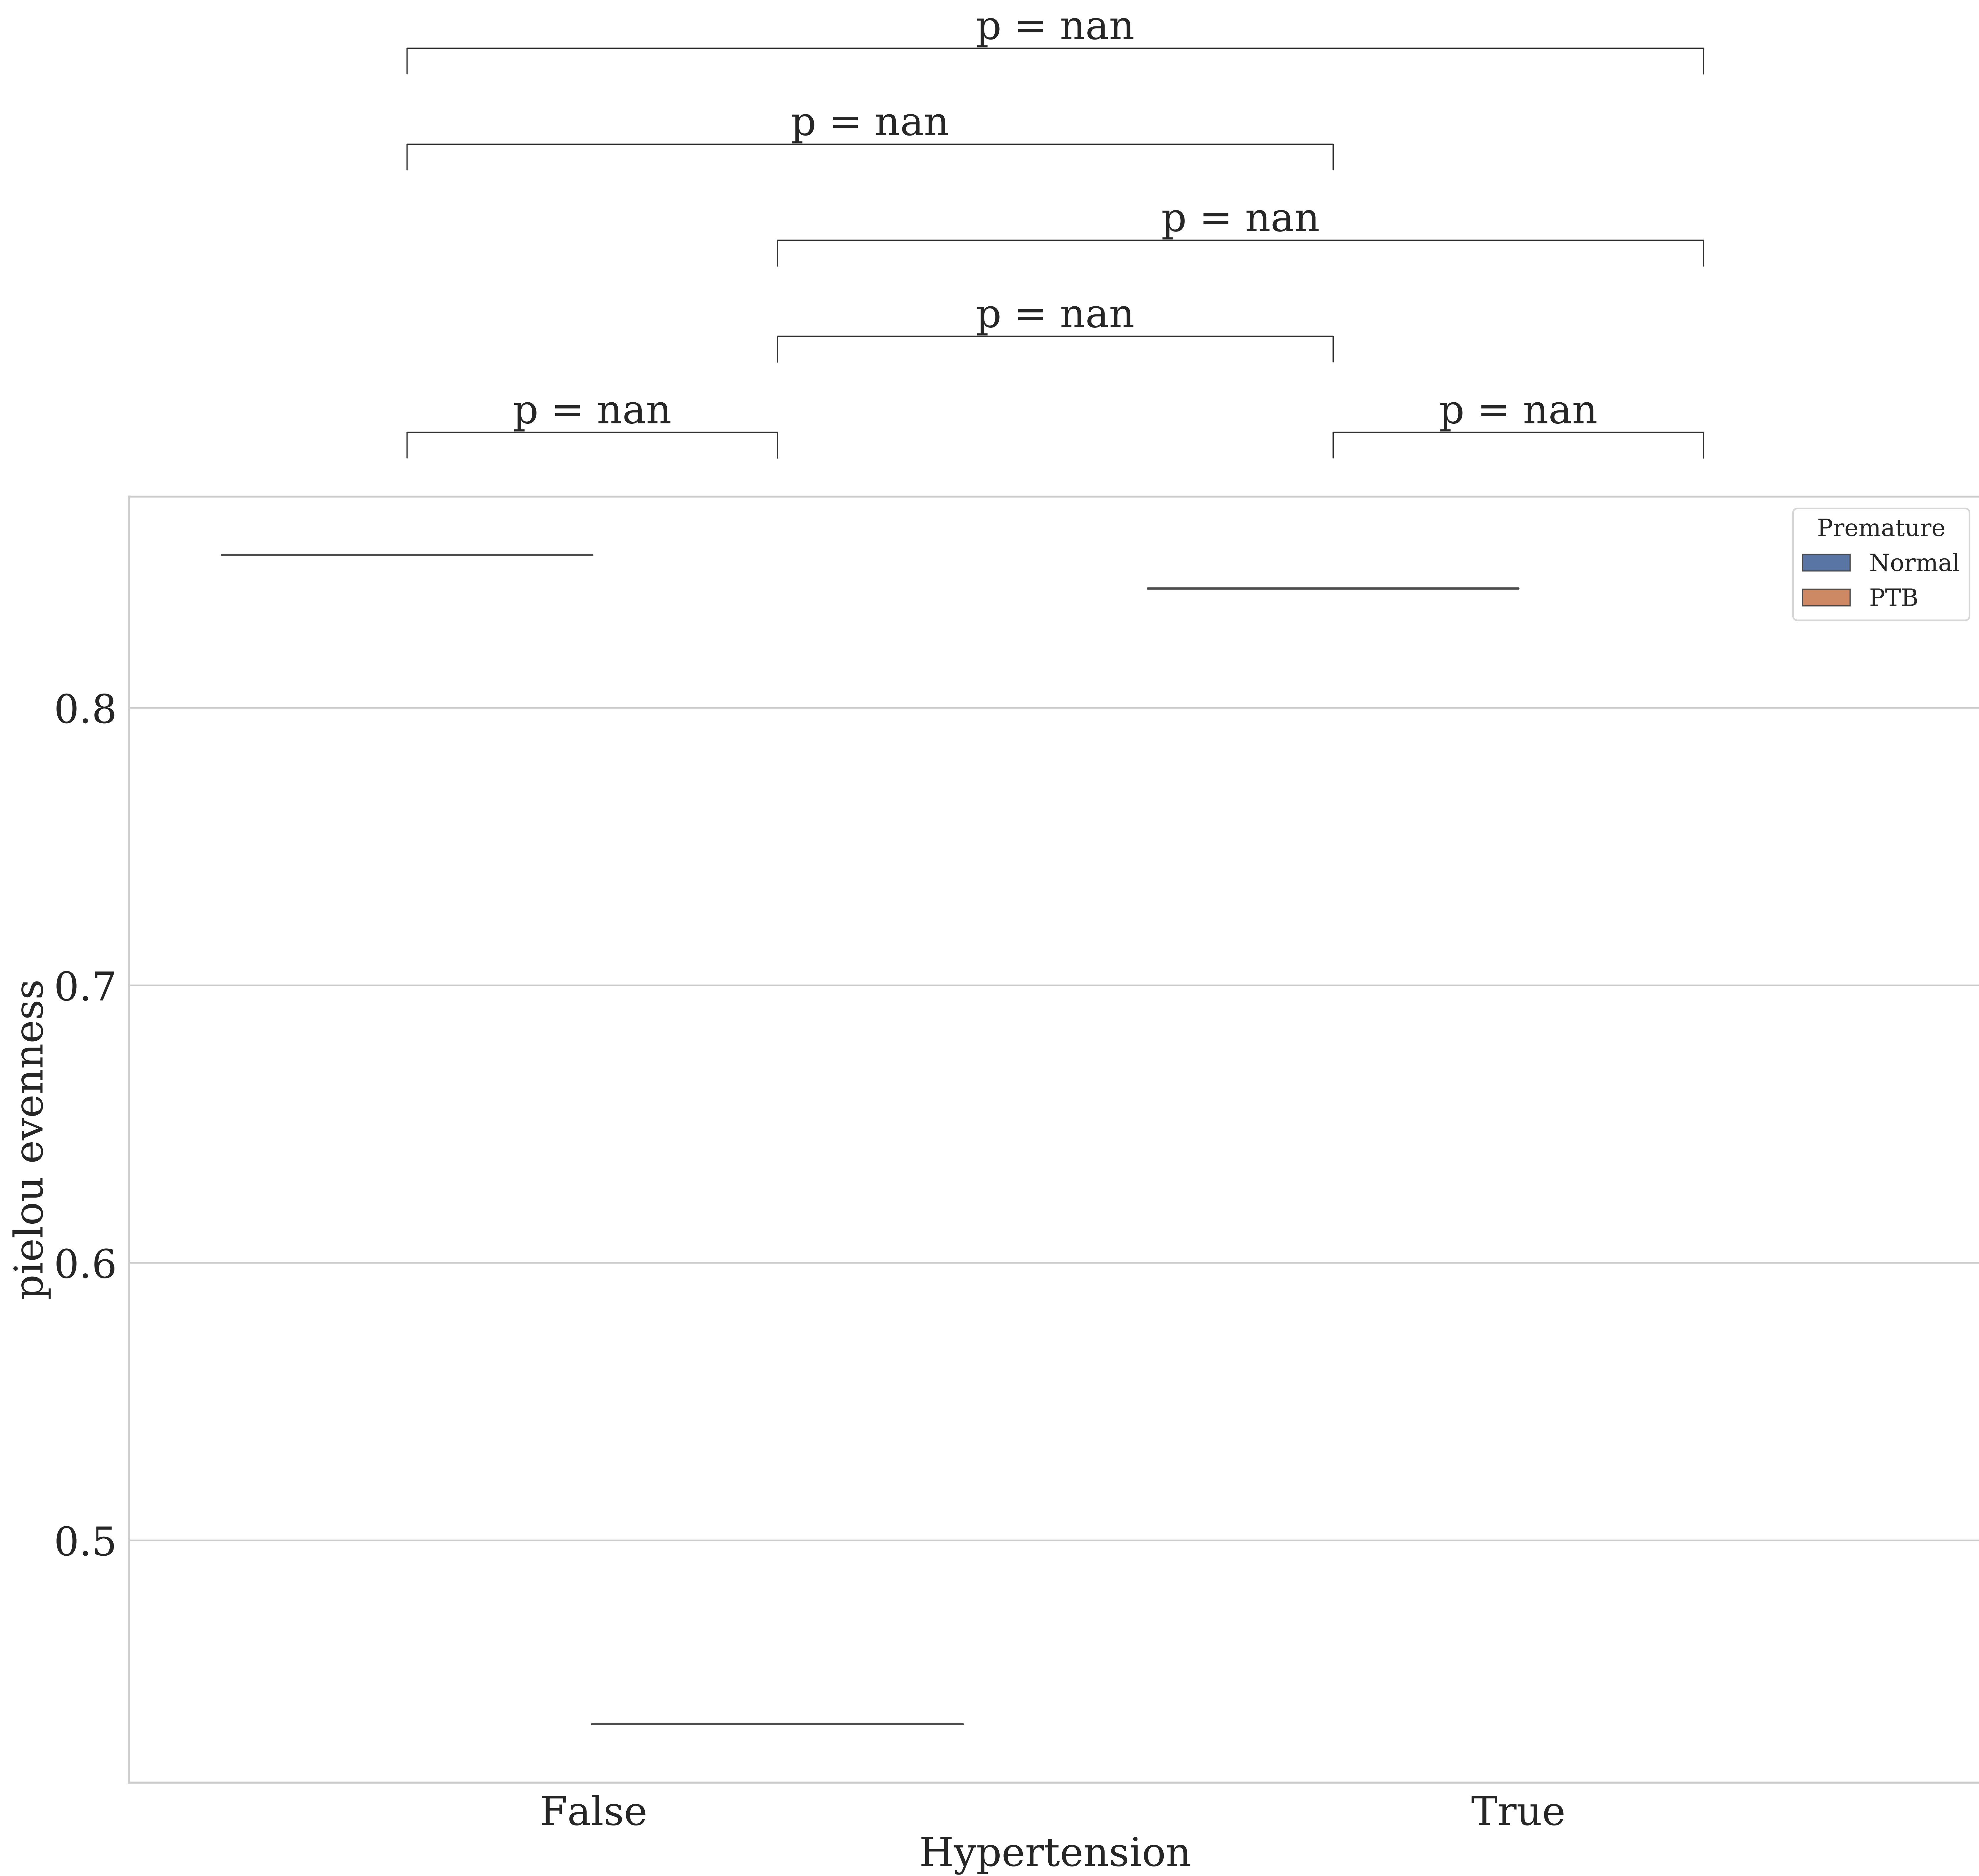 p = nan
p = nan
p = nan
p = nan
p = nan p = nan
Premature
Normal
PTB
0.8
0.7
0.6
0.5
pielou evenness
False True
Hypertension